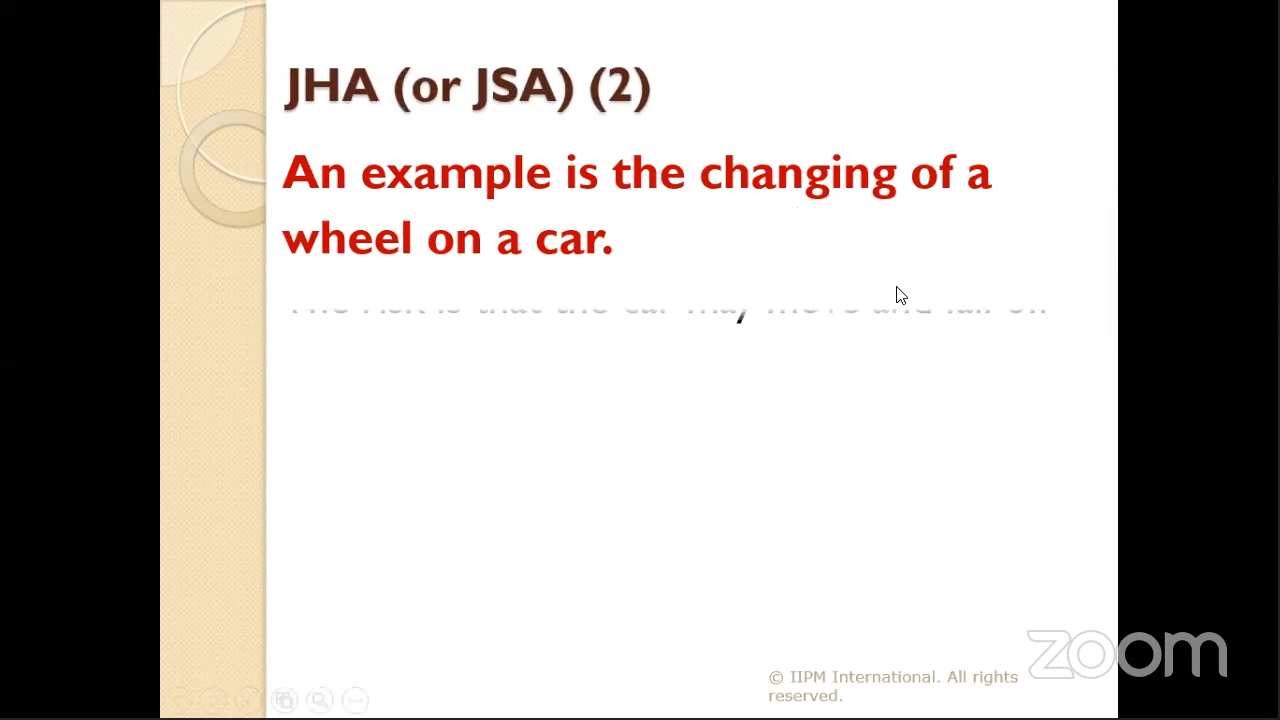 JHA (or JSA) (2)
An example is the changing of a
wheel on a car.
© IIPM International. All rights
reserved.
zoom